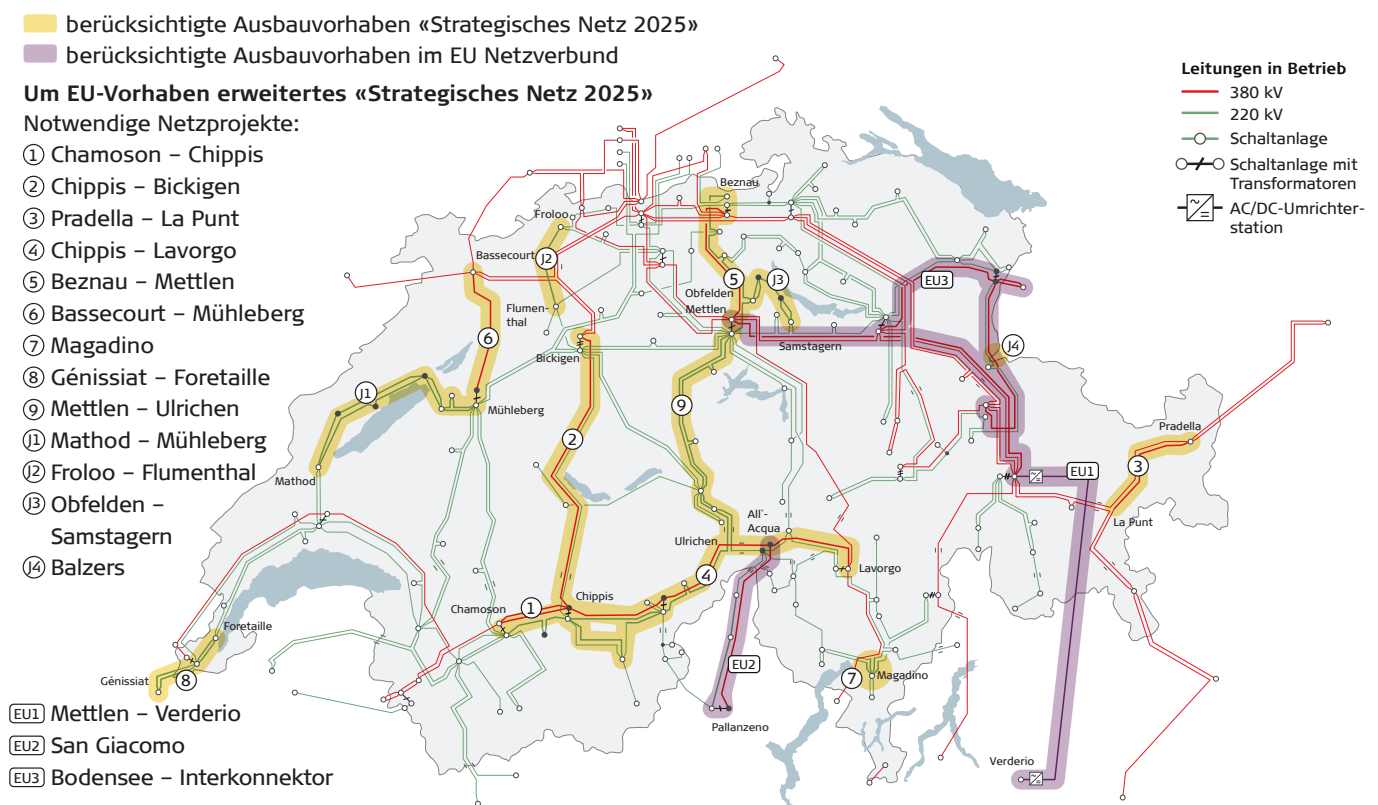 berücksichtigte Ausbauvorhaben «Strategisches Netz 2025»
berücksichtigte Ausbauvorhaben im EU Netzverbund
Um EU-Vorhaben erweitertes «Strategisches Netz 2025»
Notwendige Netzprojekte:
1 Chamoson – Chippis
2 Chippis – Bickigen
3 Pradella – La Punt
4 Chippis – Lavorgo
5 Beznau – Mettlen
6 Bassecourt – Mühleberg
7 Magadino
8 Génissiat – Foretaille
9 Mettlen – Ulrichen
J1 Mathod – Mühleberg
J2 Froloo – Flumenthal
J3 Obfelden –
Samstagern
J4 Balzers
EU1 Mettlen – Verderio
EU2 San Giacomo
EU3 Bodensee – Interkonnektor
Leitungen in Betrieb
380 kV
220 kV
Schaltanlage
Schaltanlage mit
Transformatoren
AC/DC-Umrichter-
station
Beznau
Froloo
Bassecourt
J2
5
J3
EU3
Obfelden
Mettlen
Flumen-
thal
6
Bickigen
Samstagern
J4
J1
Mühleberg
9
2
Pradella
3
Mathod
EU1
La Punt
All`-
Acqua
Ulrichen
4
Lavorgo
Chippis
1
Chamoson
Foretaille
EU2
7
Magadino
8
Génissiat
Pallanzeno
Verderio